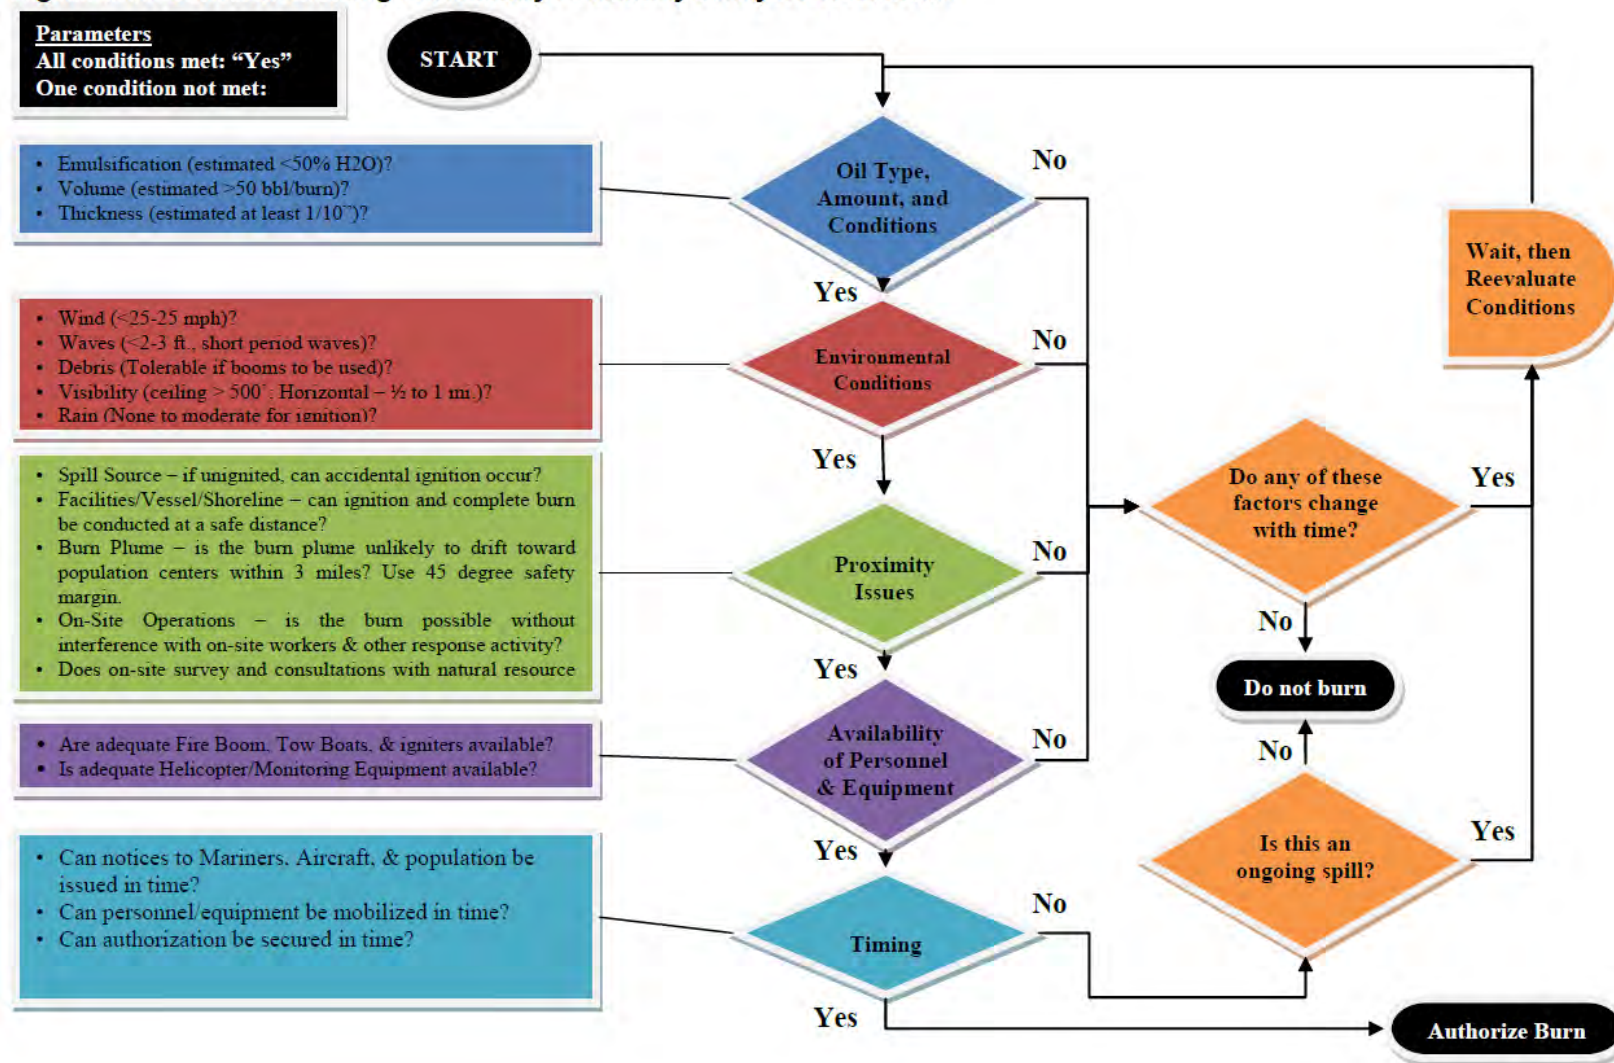 Parameters
All conditions met: “Yes”
One condition not met:
START
• Emulsification (estimated <50% H2O)?
• Volume (estimated >50 bbl/burn)?
• Thickness (estimated at least 1/10``)?
Oil Type,
Amount, and
Conditions
No
Yes
• Wind (<25-25 mph)?
• Waves (<2-3 ft., short period waves)?
• Debris (Tolerable if booms to be used)?
• Visibility (ceiling > 500`, Horizontal – ½ to 1 mi.)?
• Rain (None to moderate for ignition)?
Environmental
Conditions
No
Yes
• Spill Source – if unignited, can accidental ignition occur?
• Facilities/Vessel/Shoreline – can ignition and complete burn
be conducted at a safe distance?
• Burn Plume – is the burn plume unlikely to drift toward
population centers within 3 miles? Use 45 degree safety
margin.
• On-Site Operations – is the burn possible without
interference with on-site workers & other response activity?
• Does on-site survey and consultations with natural resource
Proximity
Issues
No
Yes
• Are adequate Fire Boom, Tow Boats, & igniters available?
• Is adequate Helicopter/Monitoring Equipment available?
Availability
of Personnel
& Equipment
No
Yes
• Can notices to Mariners, Aircraft, & population be
issued in time?
• Can personnel/equipment be mobilized in time?
• Can authorization be secured in time?
Timing
No
Yes
Wait, then
Reevaluate
Conditions
Do any of these
factors change
with time?
Yes
No
Do not burn
No
Is this an
ongoing spill?
Yes
Authorize Burn